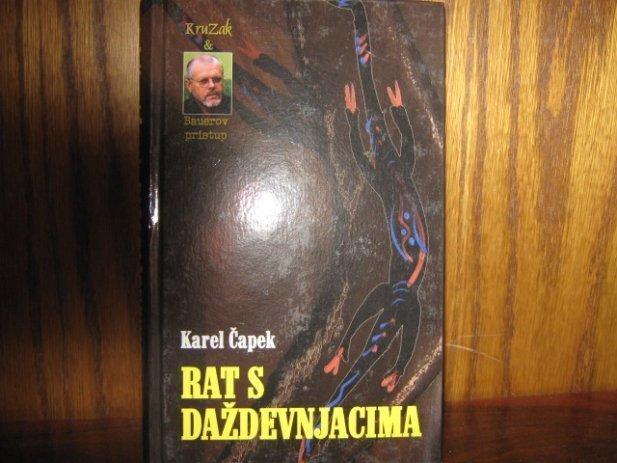 KruZak
&
Bauerov
pristup
Karel Čapek
RAT S
DAŽDEVNJACIMA